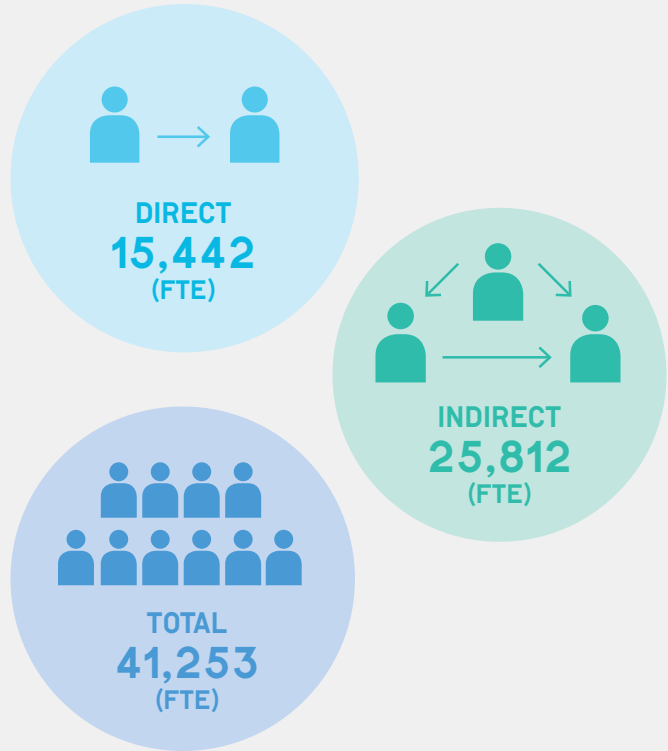 DIRECT
15,442
(FTE)
INDIRECT
25,812
(FTE)
TOTAL
41,253
(FTE)